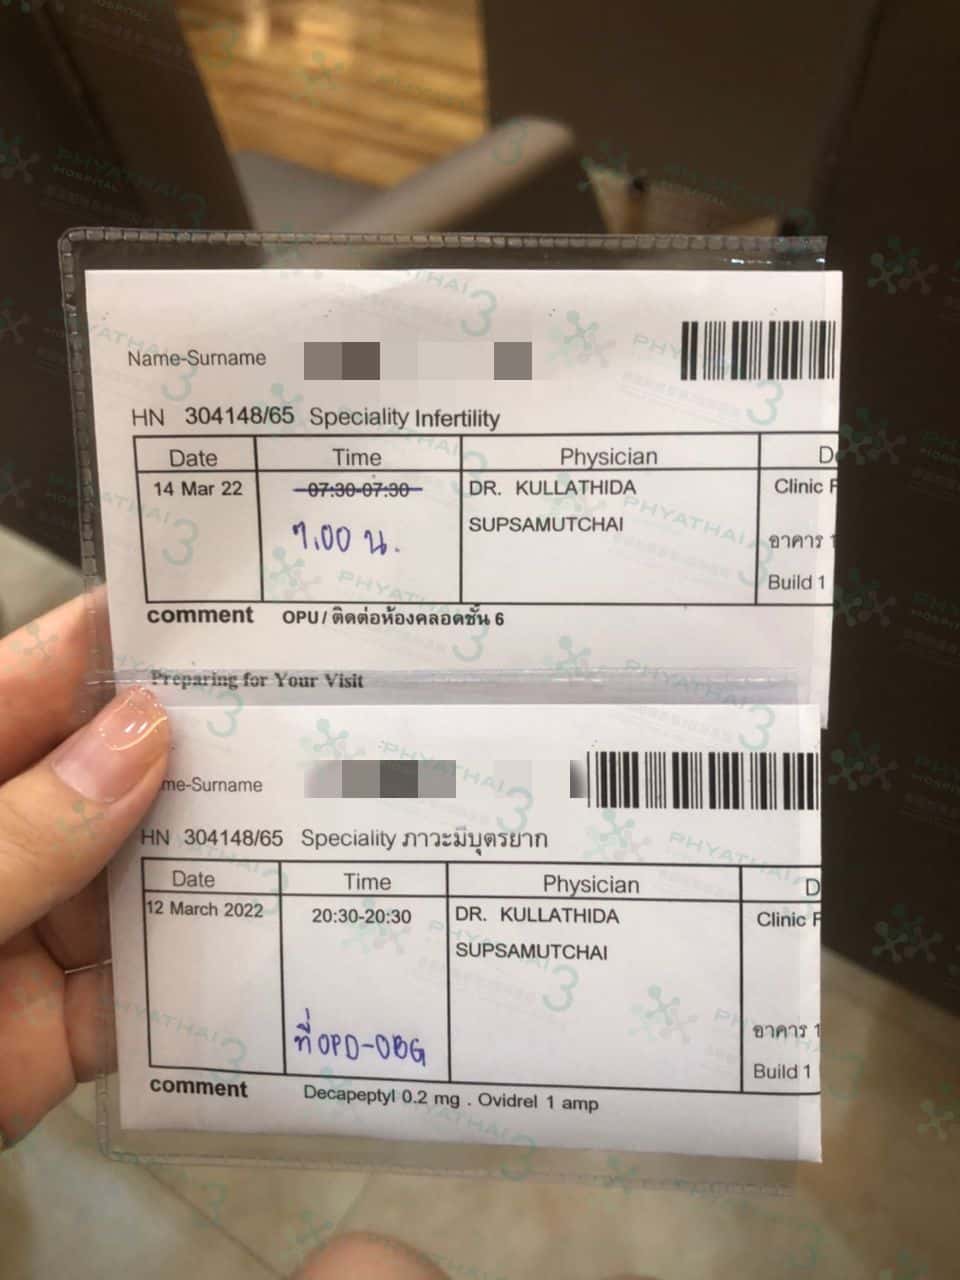 Name-Surname
HN 304148/65 Speciality Infertility
Date Time Physician
14 Mar 22 07:30-07:30 DR. KULLATHIDA Clinic
7.00 น. SUPSAMUTCHAI
อาคาร 1
Build 1
comment OPU / ติดต่อห้องคลอดชั้น 6
Preparing for Your Visit
me-Surname
HN 304148/65 Speciality ภาวะมีบุตรยาก
Date Time Physician D
12 March 2022 20:30-20:30 DR. KULLATHIDA Clinic
SUPSAMUTCHAI
ที่ OPD-OBG อาคาร 1
Build 1
comment Decapeptyl 0.2 mg . Ovidrel 1 amp
PHYATHAI 3
HOSPITAL